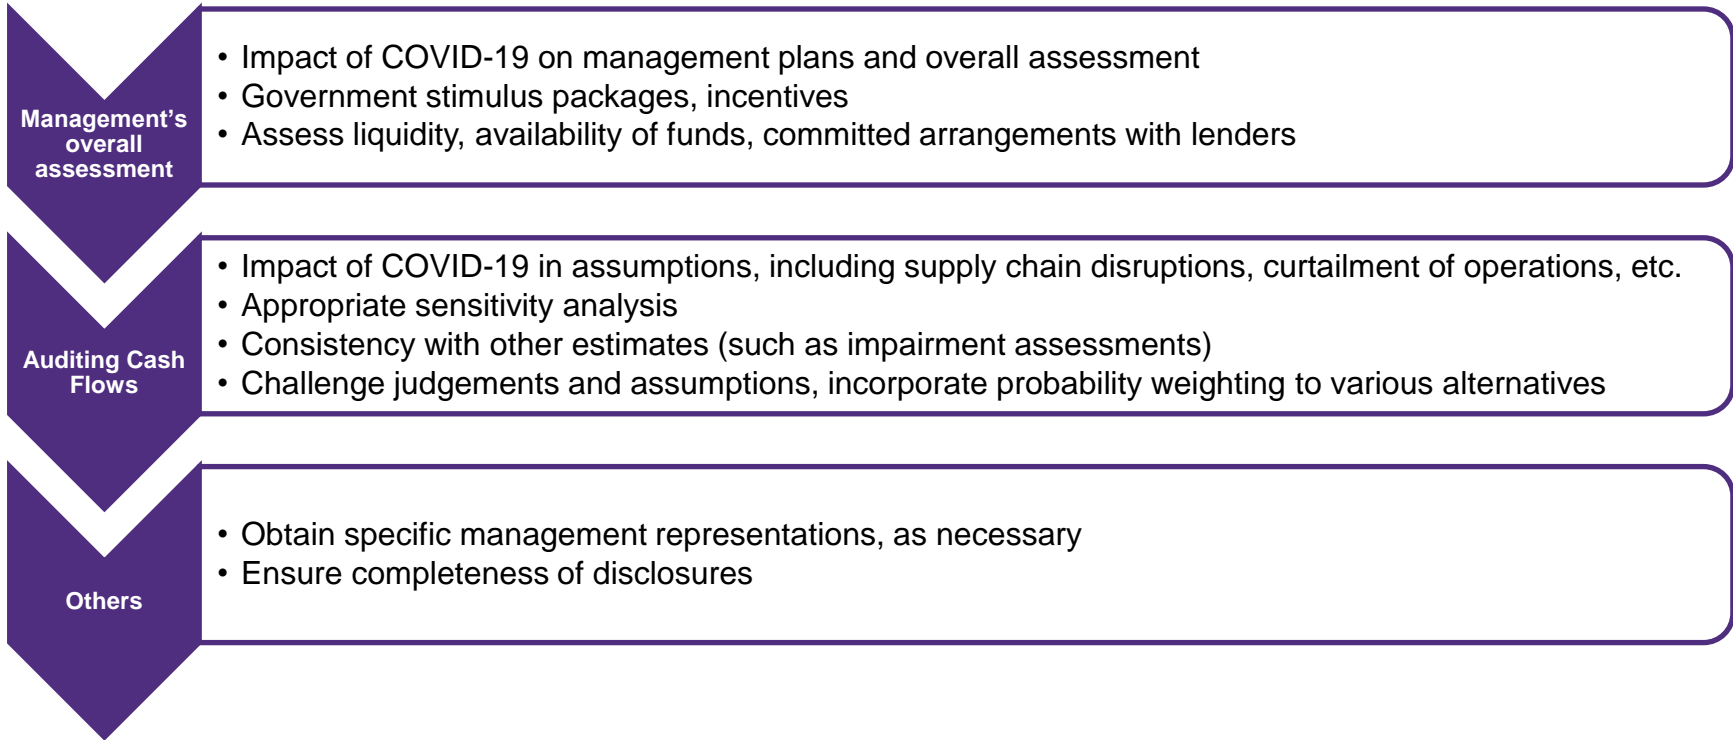 Management’s
overall
assessment
• Impact of COVID-19 on management plans and overall assessment
• Government stimulus packages, incentives
• Assess liquidity, availability of funds, committed arrangements with lenders
Auditing Cash
Flows
• Impact of COVID-19 in assumptions, including supply chain disruptions, curtailment of operations, etc.
• Appropriate sensitivity analysis
• Consistency with other estimates (such as impairment assessments)
• Challenge judgements and assumptions, incorporate probability weighting to various alternatives
Others
• Obtain specific management representations, as necessary
• Ensure completeness of disclosures